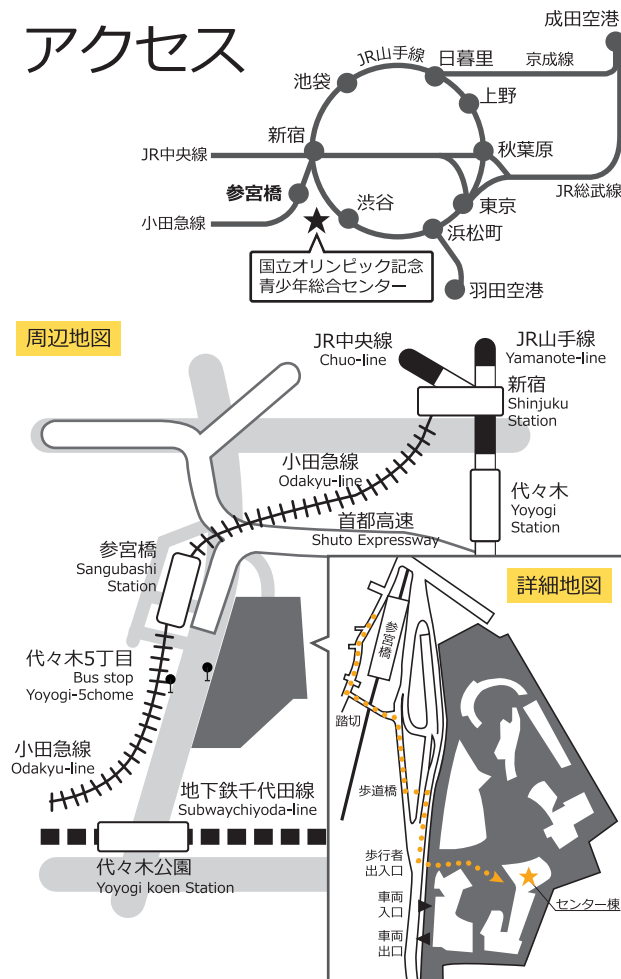 アクセス
成田空港
JR山手線
日暮里
京成線
池袋
上野
新宿
秋葉原
JR中央線
JR総武線
参宮橋
渋谷
東京
小田急線
浜松町
国立オリンピック記念
青少年総合センター
羽田空港
周辺地図
JR中央線
Chuo-line
JR山手線
Yamanote-line
新宿
Shinjuku
Station
小田急線
Odakyu-line
代々木
Yoyogi
Station
首都高速
Shuto Expressway
参宮橋
Sangubashi
Station
代々木5丁目
Bus stop
Yoyogi-5chome
小田急線
Odakyu-line
地下鉄千代田線
Subwaychiyoda-line
代々木公園
Yoyogi koen Station
詳細地図
参宮橋
踏切
歩道橋
歩行者
出入口
車両
入口
車両
出口
センター棟